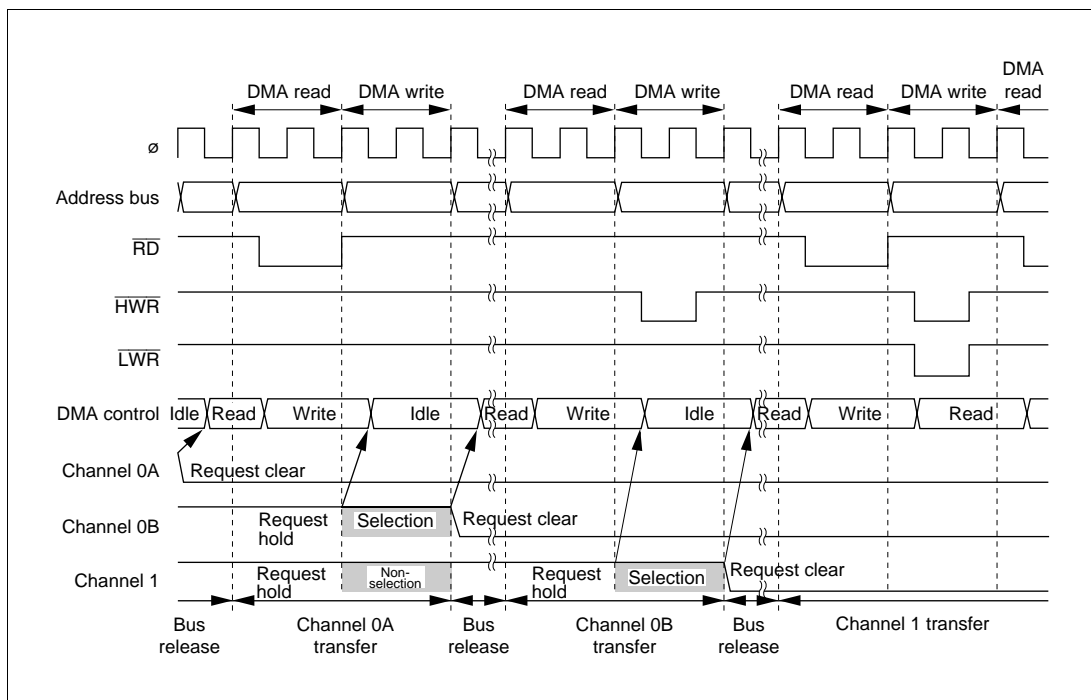 DMA
DMA read DMA write DMA read DMA write DMA read DMA write read
ø
Address bus
RD
HWR
LWR
DMA control Idle Read Write Idle Read Write Idle Read Write Read
Channel 0A Request clear
Channel 0B Request hold Selection Request clear
Channel 1 Request hold Non-selection Request hold Selection Request clear
Bus release Channel 0A transfer Bus release Channel 0B transfer Bus release Channel 1 transfer